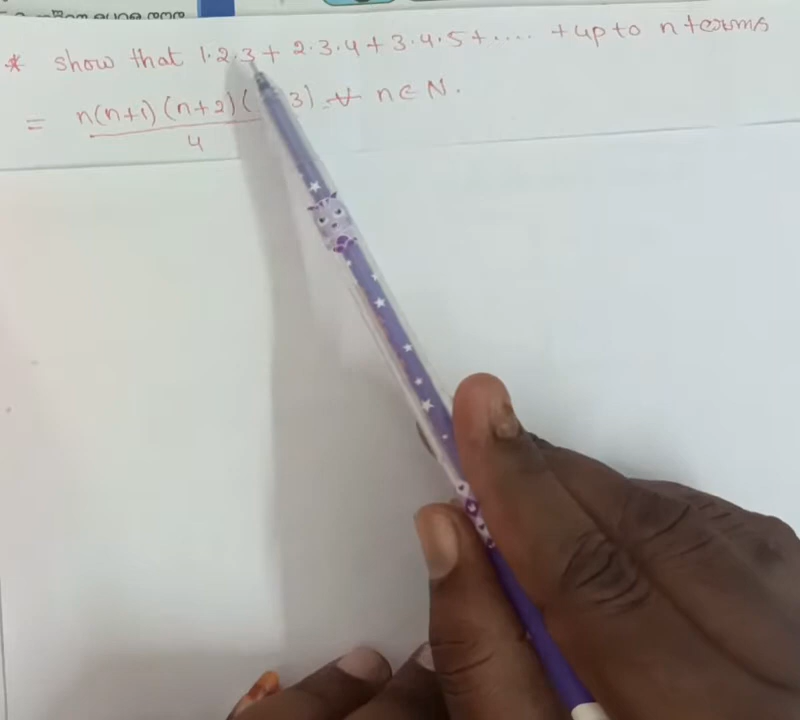 * show that 1·2·3 + 2·3·4 + 3·4·5 + .... + up to n terms
= n(n+1)(n+2)( 3) ∀ n∈N.
4